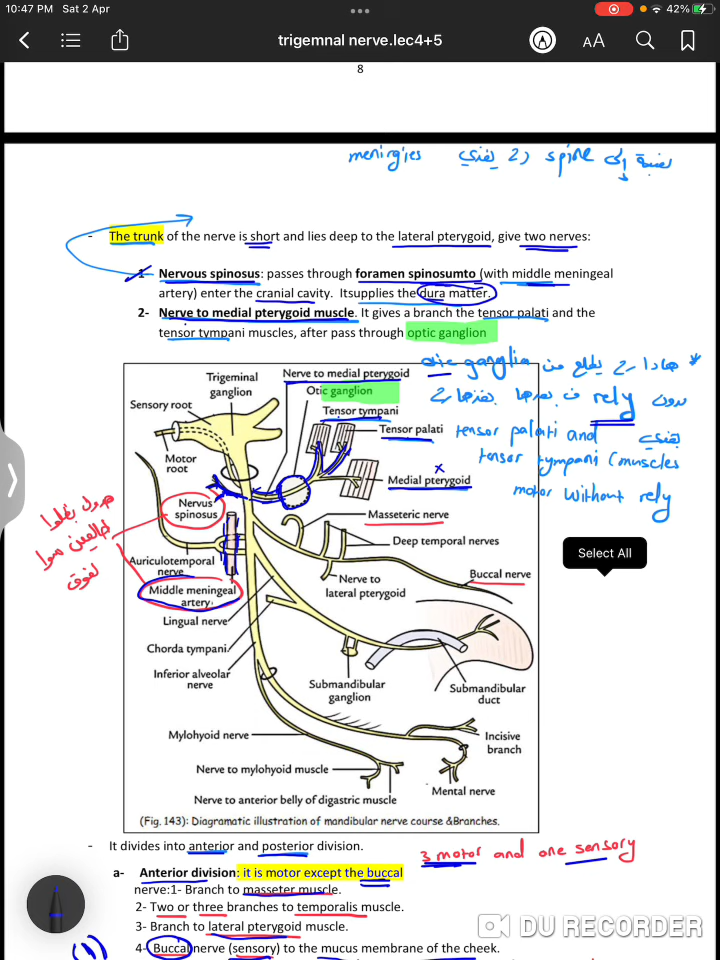 10:47 PM Sat 2 Apr
42%
trigemnal nerve.lec4+5
AA
8
meningies يغذي رح spine نسبة إلى
- The trunk of the nerve is short and lies deep to the lateral pterygoid, give two nerves:
1- Nervous spinosus: passes through foramen spinosumto (with middle meningeal
artery) enter the cranial cavity. Itsupplies the dura matter.
2- Nerve to medial pterygoid muscle. It gives a branch the tensor palati and the
tensor tympani muscles, after pass through optic ganglion
* هادا رح يطلع من otic ganglia
بدون rely
يغذي tensor palati and
tensor tympani (muscles
motor without rely
Nerve to medial pterygoid
Otic ganglion
Trigeminal
ganglion
Sensory root
Tensor tympani
Tensor palati
Motor
root
x
Medial pterygoid
Nervus
spinosus
Masseteric nerve
Deep temporal nerves
Auriculotemporal
nerve
Nerve to
lateral pterygoid
Buccal nerve
Select All
Middle meningeal
artery
لفوق
Lingual nerve
Chorda tympani
Inferior alveolar
nerve
Submandibular
ganglion
Submandibular
duct
Mylohyoid nerve
Incisive
branch
Nerve to mylohyoid muscle
Mental nerve
Nerve to anterior belly of digastric muscle
(Fig. 143): Diagramatic illustration of mandibular nerve course &Branches.
- It divides into anterior and posterior division.
3 motor and one sensory
a- Anterior division: it is motor except the buccal
nerve:1- Branch to masseter muscle.
2- Two or three branches to temporalis muscle.
3- Branch to lateral pterygoid muscle.
(1)
4- Buccal nerve (sensory) to the mucus membrane of the cheek.
DU RECORDER